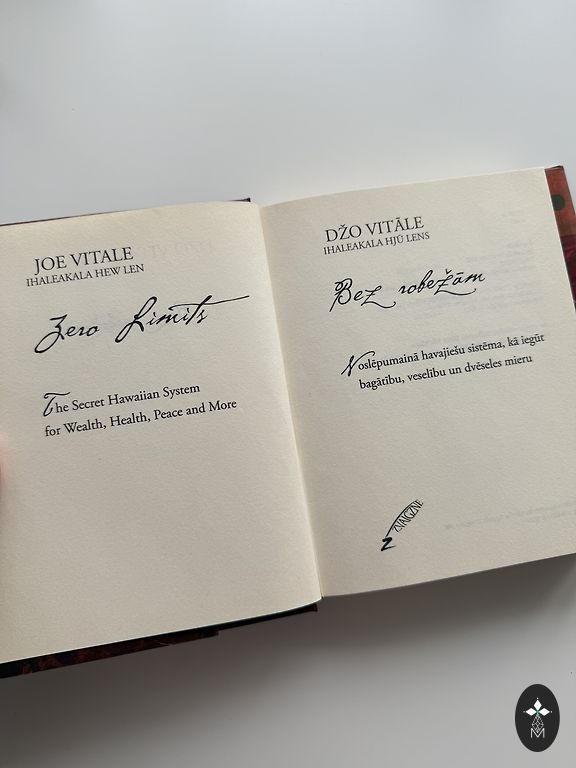 JOE VITALE
IHALEAKALA HEW LEN
Zero Limits
The Secret Hawaiian System
for Wealth, Health, Peace and More
DŽO VITĀLE
IHALEAKALA HJŪ LENS
Bez robežām
Noslēpumainā havajiešu sistēma, kā iegūt
bagātību, veselību un dvēseles mieru
ZVAIGZNE
M